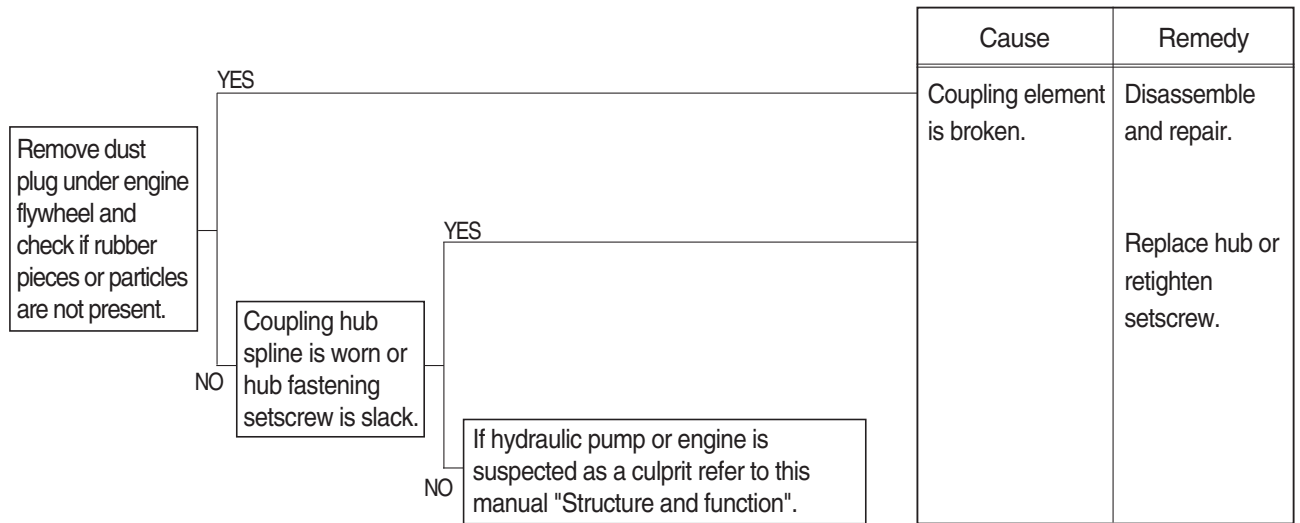 Cause
Remedy
YES
Coupling element
is broken.
Disassemble
and repair.
Remove dust
plug under engine
flywheel and
check if rubber
pieces or particles
are not present.
YES
Replace hub or
retighten
setscrew.
NO
Coupling hub
spline is worn or
hub fastening
setscrew is slack.
NO
If hydraulic pump or engine is
suspected as a culprit refer to this
manual "Structure and function".